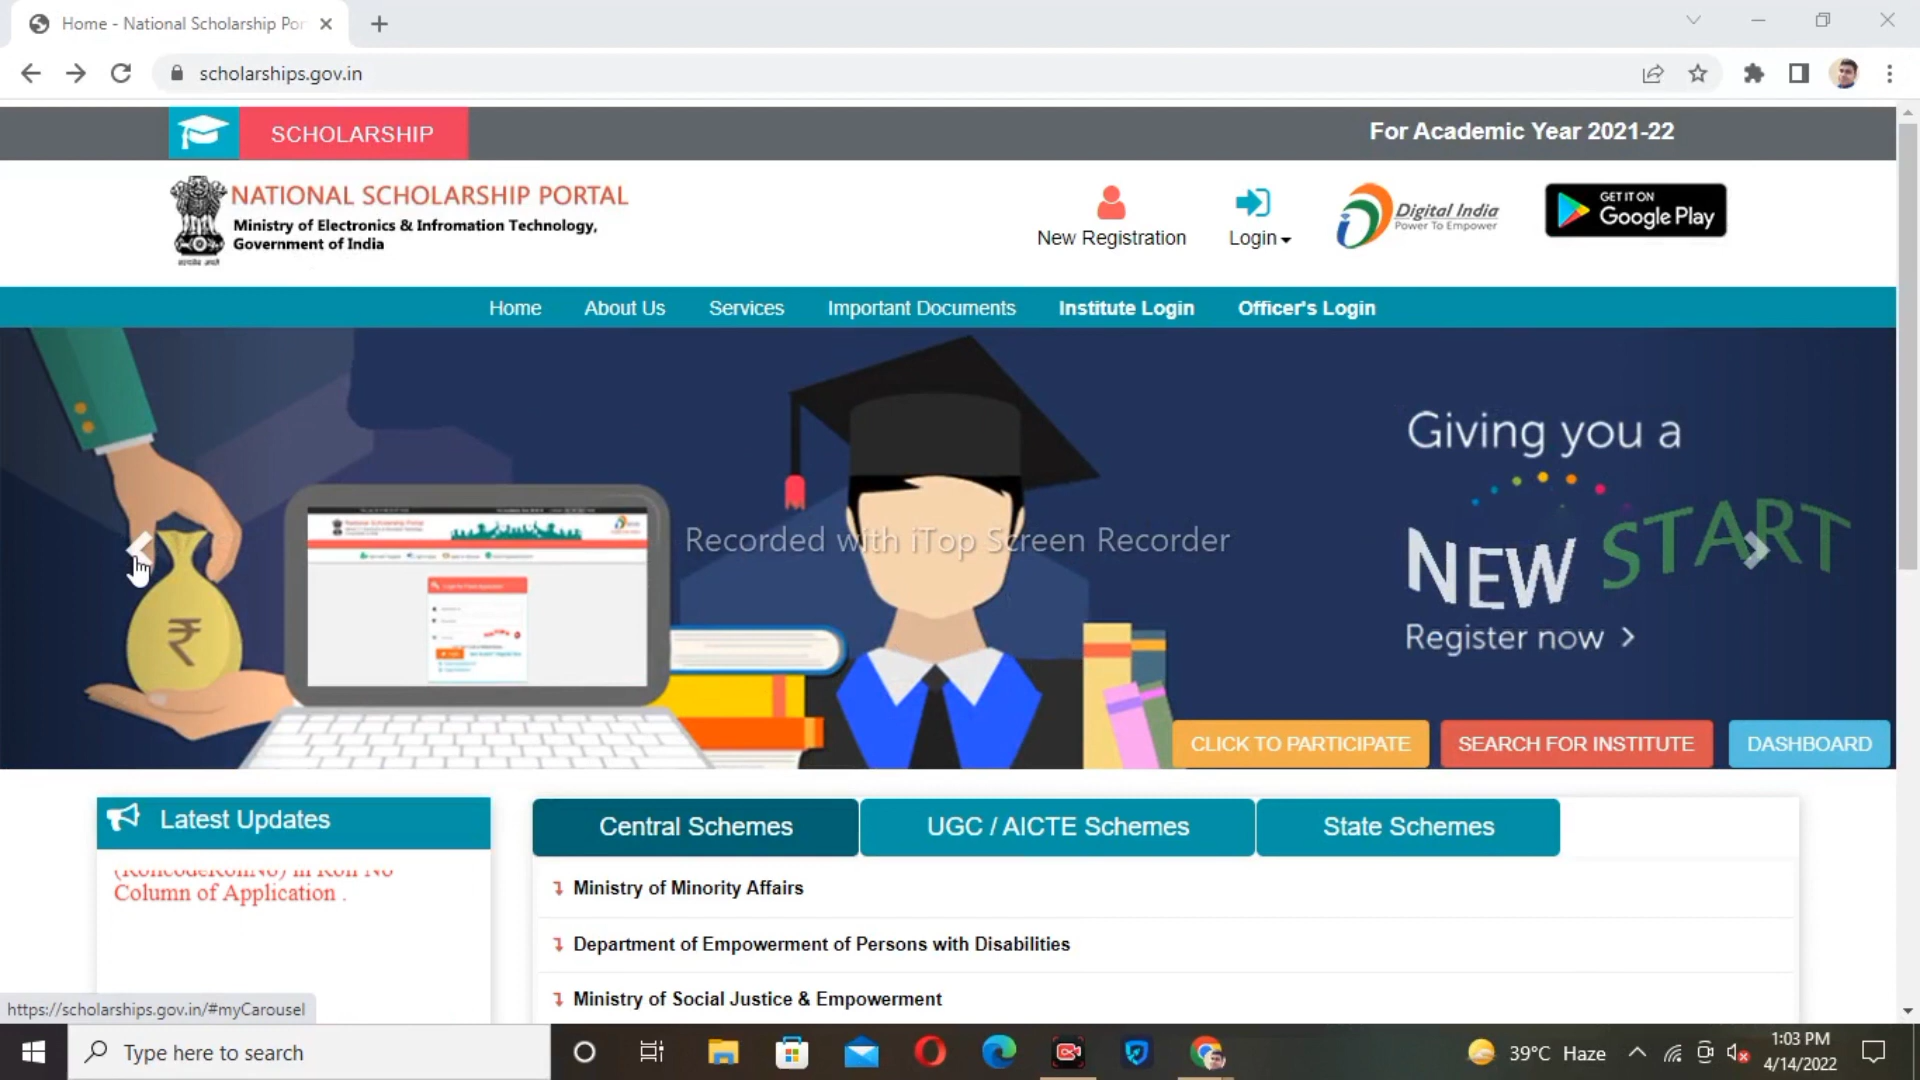 Home - National Scholarship Por
scholarships.gov.in
SCHOLARSHIP
For Academic Year 2021-22
NATIONAL SCHOLARSHIP PORTAL
Ministry of Electronics & Infromation Technology,
Government of India
New Registration
Login
Digital India
Power To Empower
GET IT ON
Google Play
Home About Us Services Important Documents Institute Login Officer's Login
Giving you a
NEW START
Register now >
Recorded with iTop Screen Recorder
₹
CLICK TO PARTICIPATE SEARCH FOR INSTITUTE DASHBOARD
Latest Updates
Column of Application .
Central Schemes UGC / AICTE Schemes State Schemes
Ministry of Minority Affairs
Department of Empowerment of Persons with Disabilities
Ministry of Social Justice & Empowerment
https://scholarships.gov.in/#myCarousel
Type here to search
39°C Haze
1:03 PM
4/14/2022